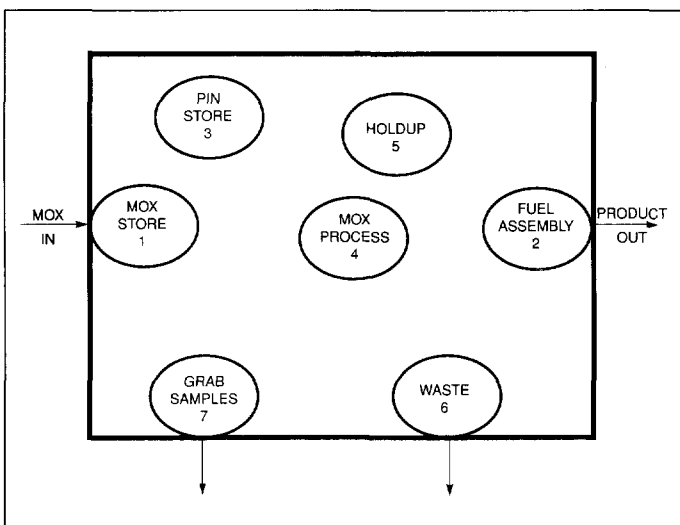 PIN
STORE
3
HOLDUP
5
MOX
IN
MOX
STORE
1
MOX
PROCESS
4
FUEL
ASSEMBLY
2
PRODUCT
OUT
GRAB
SAMPLES
7
WASTE
6